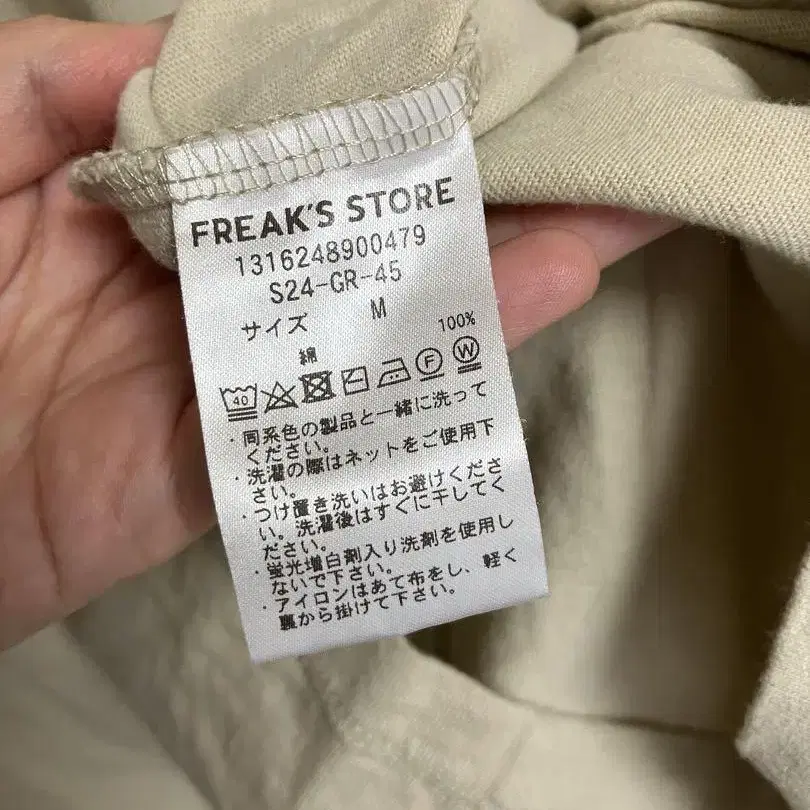 FREAK'S STORE
1316248900479
S24-GR-45
サイズ M
綿 100%
40 F W
・同系色の製品と一緒に洗って
ください。
・洗濯の際はネットをご使用下
さい。
・つけ置き洗いはお避けくださ
い。洗濯後はすぐに干してく
ださい。
・蛍光増白剤入り洗剤を使用し
ないで下さい。
・アイロンはあて布をし、軽く
裏から掛けて下さい。